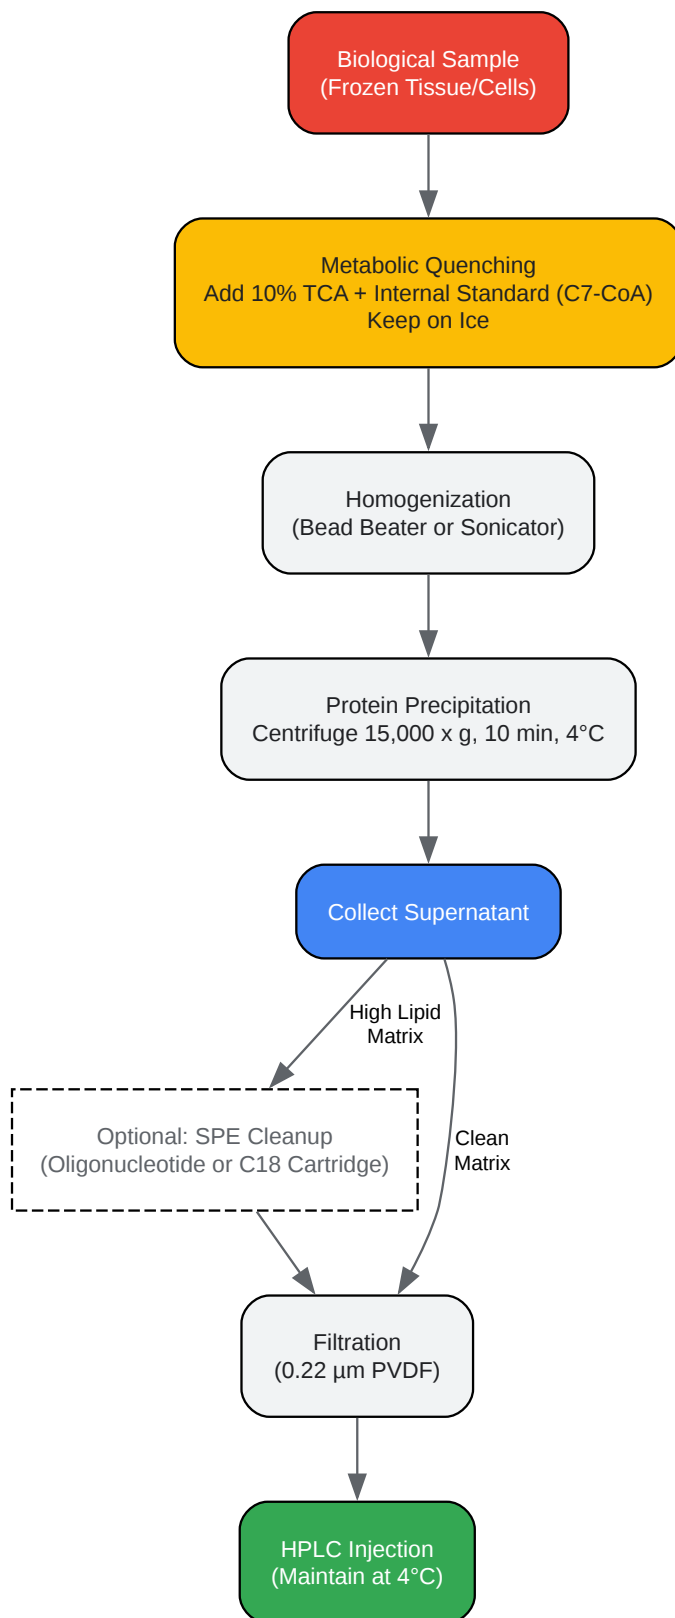 Biological Sample
(Frozen Tissue/Cells)
Metabolic Quenching
Add 10% TCA + Internal Standard (C7-CoA)
Keep on Ice
Homogenization
(Bead Beater or Sonicator)
Protein Precipitation
Centrifuge 15,000 x g, 10 min, 4°C
Collect Supernatant
High Lipid
Matrix
Optional: SPE Cleanup
(Oligonucleotide or C18 Cartridge)
Clean
Matrix
Filtration
(0.22 µm PVDF)
HPLC Injection
(Maintain at 4°C)